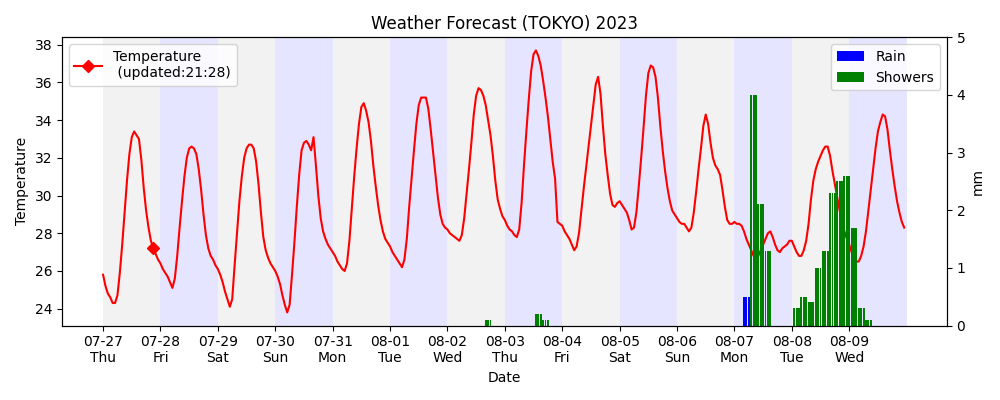 Weather Forecast (TOKYO) 2023
Temperature
(updated:21:28)
Rain
Showers
38
36
34
32
30
28
26
24
Temperature
5
4
3
2
1
0
mm
07-27 07-28 07-29 07-30 07-31 08-01 08-02 08-03 08-04 08-05 08-06 08-07 08-08 08-09
Thu Fri Sat Sun Mon Tue Wed Thu Fri Sat Sun Mon Tue Wed
Date